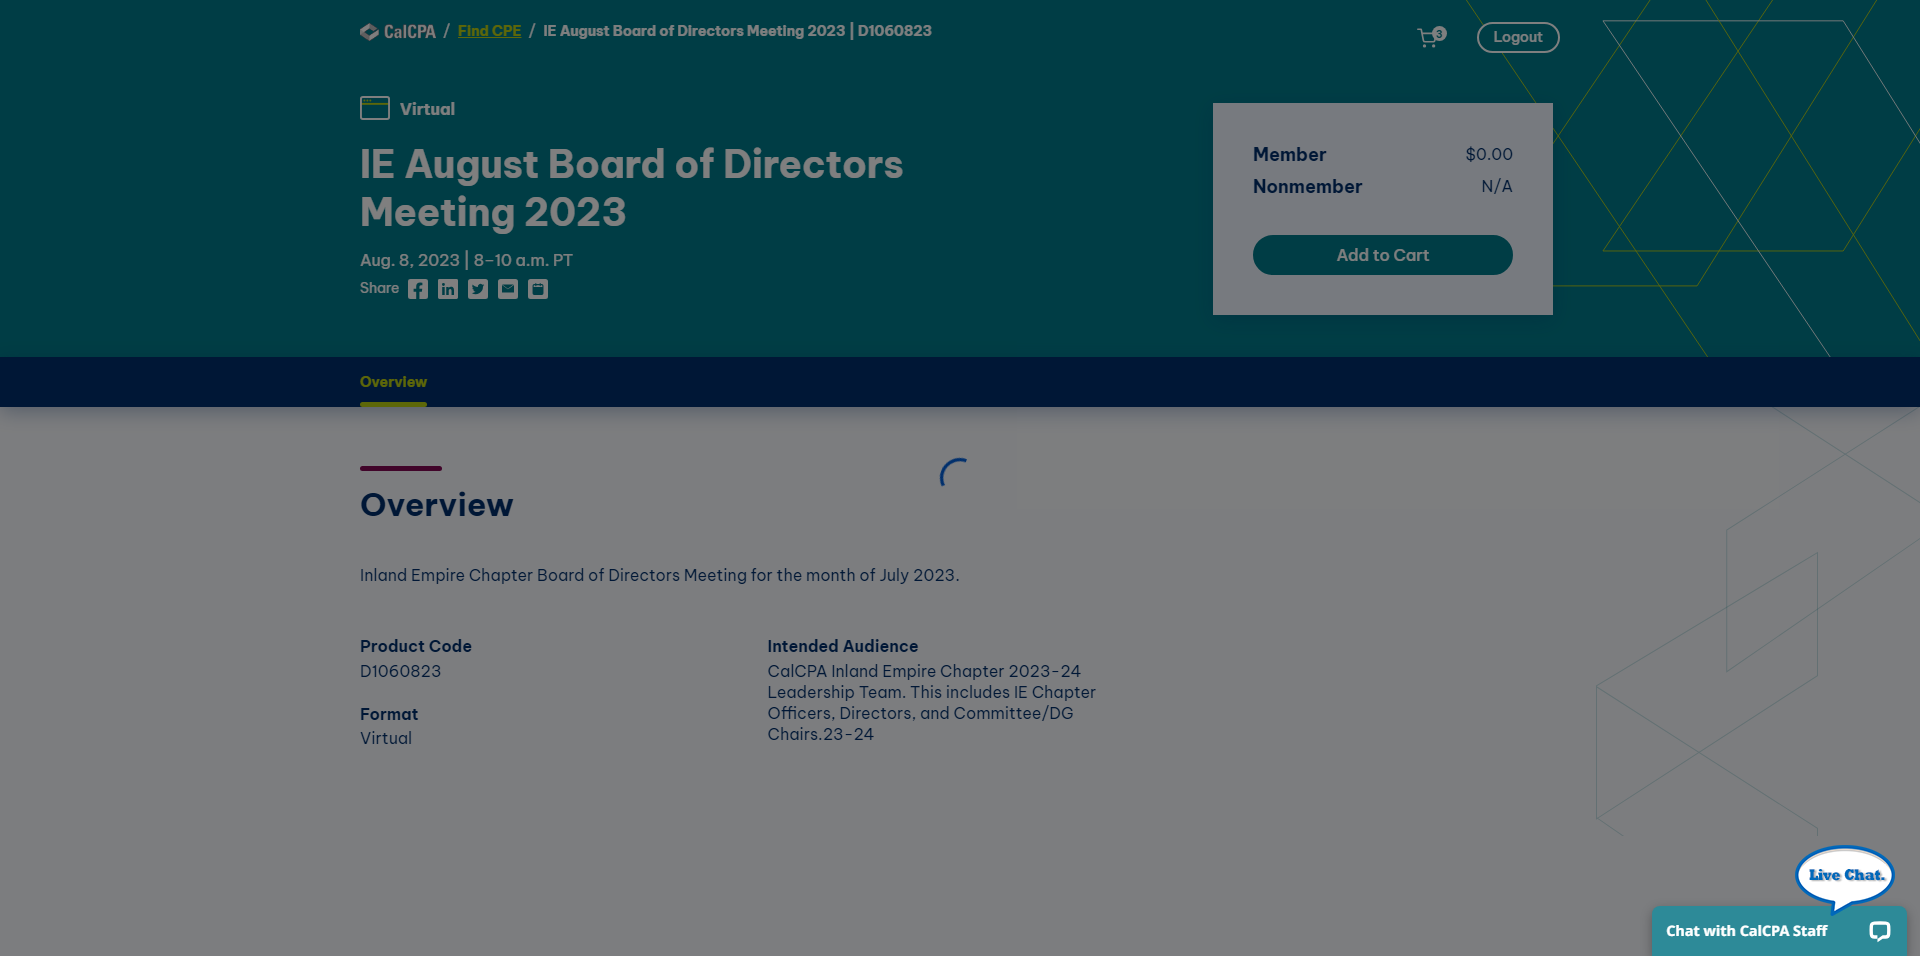 CalCPA / Find CPE / IE August Board of Directors Meeting 2023 | D1060823
3
Logout
Virtual
IE August Board of Directors
Meeting 2023
Aug. 8, 2023 | 8–10 a.m. PT
Share
Member $0.00
Nonmember N/A
Add to Cart
Overview
Overview
Inland Empire Chapter Board of Directors Meeting for the month of July 2023.
Product Code
D1060823
Format
Virtual
Intended Audience
CalCPA Inland Empire Chapter 2023-24
Leadership Team. This includes IE Chapter
Officers, Directors, and Committee/DG
Chairs.23-24
Live Chat.
Chat with CalCPA Staff